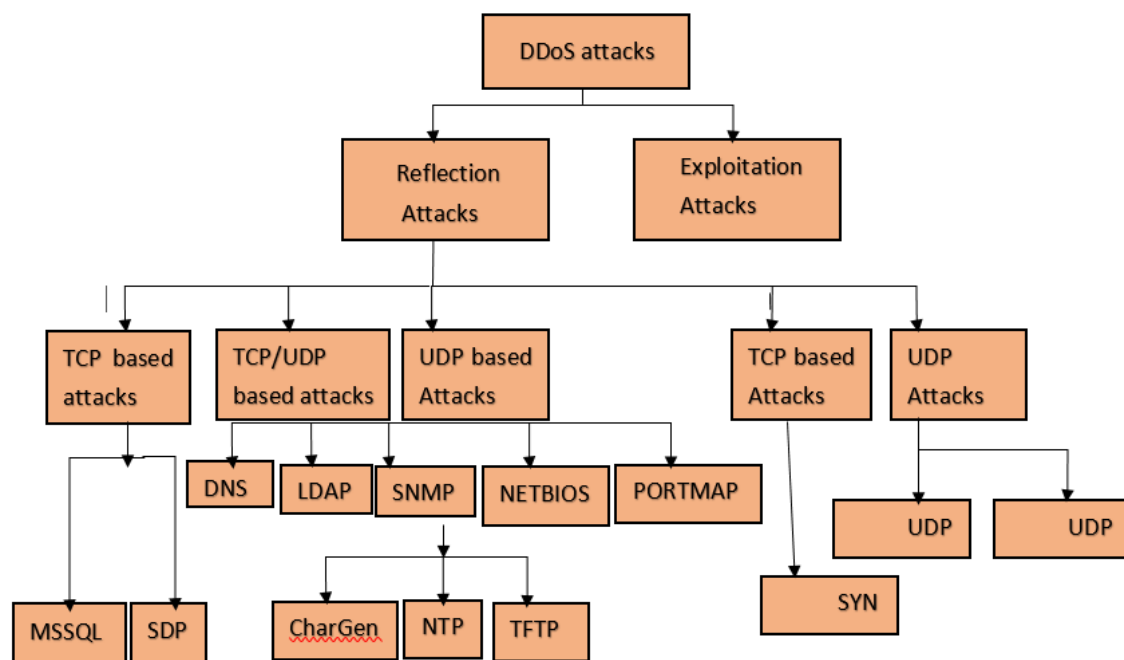 DDoS attacks
Reflection
Attacks
Exploitation
Attacks
TCP based
attacks
TCP/UDP
based attacks
UDP based
Attacks
TCP based
Attacks
UDP
Attacks
DNS
LDAP
SNMP
NETBIOS
PORTMAP
UDP
UDP
SYN
MSSQL
SDP
CharGen
NTP
TFTP